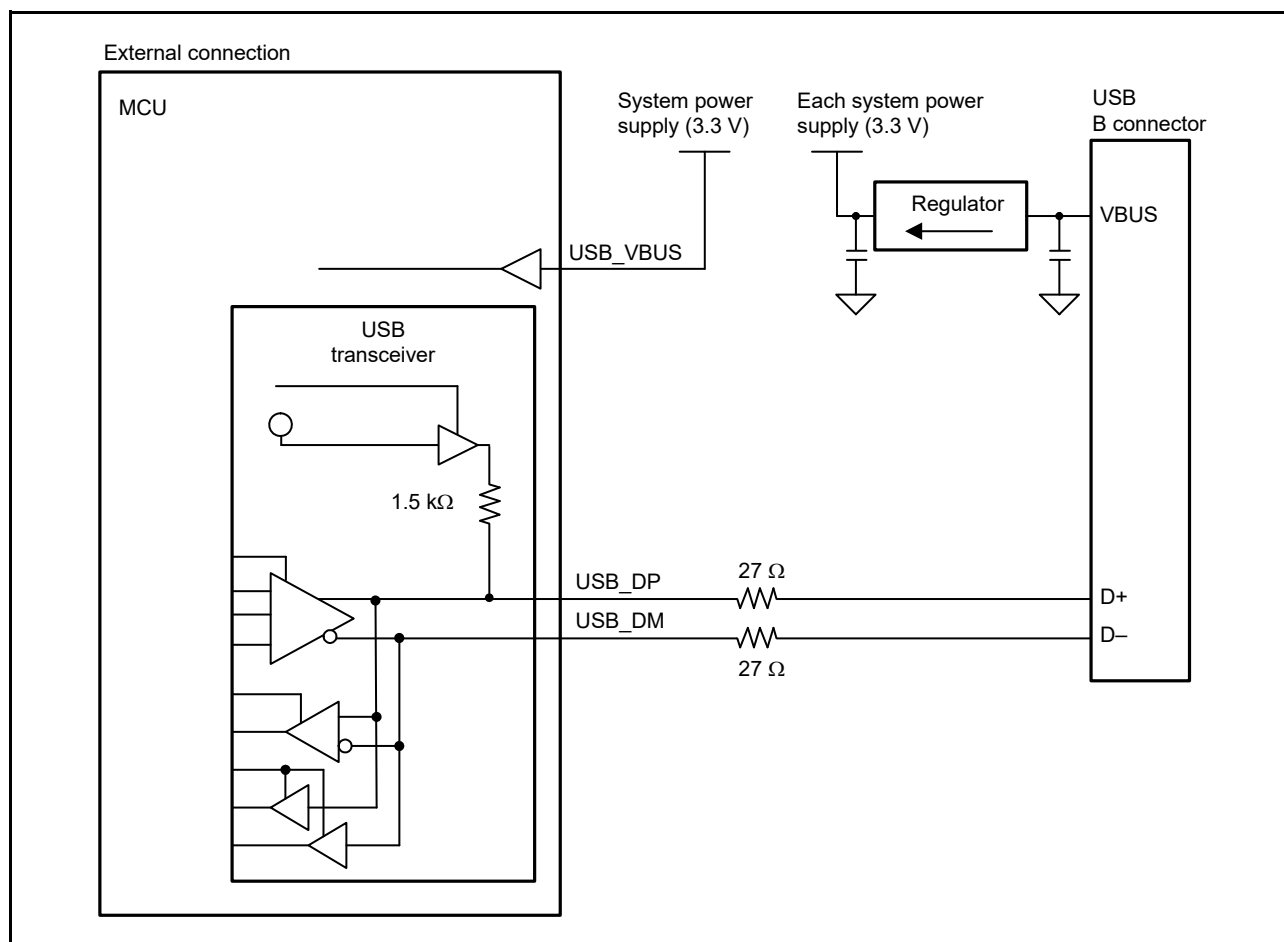 External connection
MCU
System power
supply (3.3 V)
Each system power
supply (3.3 V)
USB
B connector
Regulator
VBUS
USB_VBUS
USB
transceiver
1.5 kΩ
USB_DP
27 Ω
D+
USB_DM
27 Ω
D–